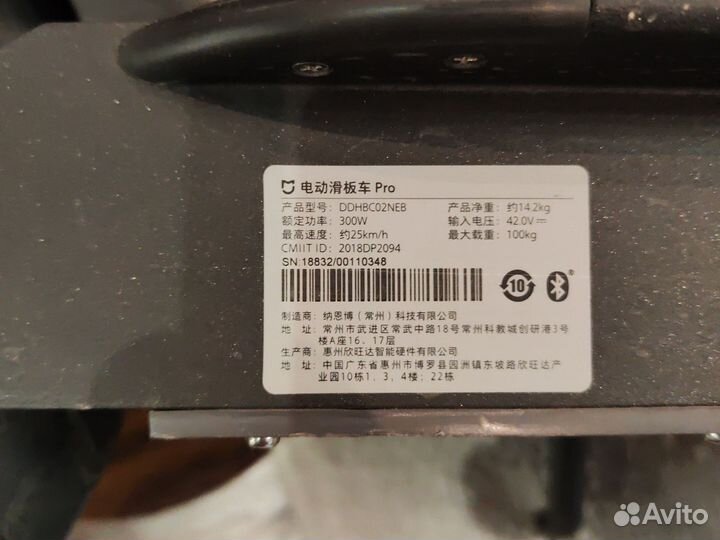 电动滑板车 Pro
产品型号： DDHBC02NEB 产品净重：约14.2kg
额定功率： 300W 输入电压：42.0V⎓
最高速度： 约25km/h 最大载重：100kg
CMIIT ID： 2018DP2094
SN:18832/00110348
10
制造商： 纳恩博（常州）科技有限公司
地 址： 常州市武进区常武中路18号常州科教城创研港3号
楼A座16、17层
生产商： 惠州欣旺达智能硬件有限公司
地 址： 中国广东省惠州市博罗县园洲镇东坡路欣旺达产
业园10栋1，3，4楼；22栋
Avito